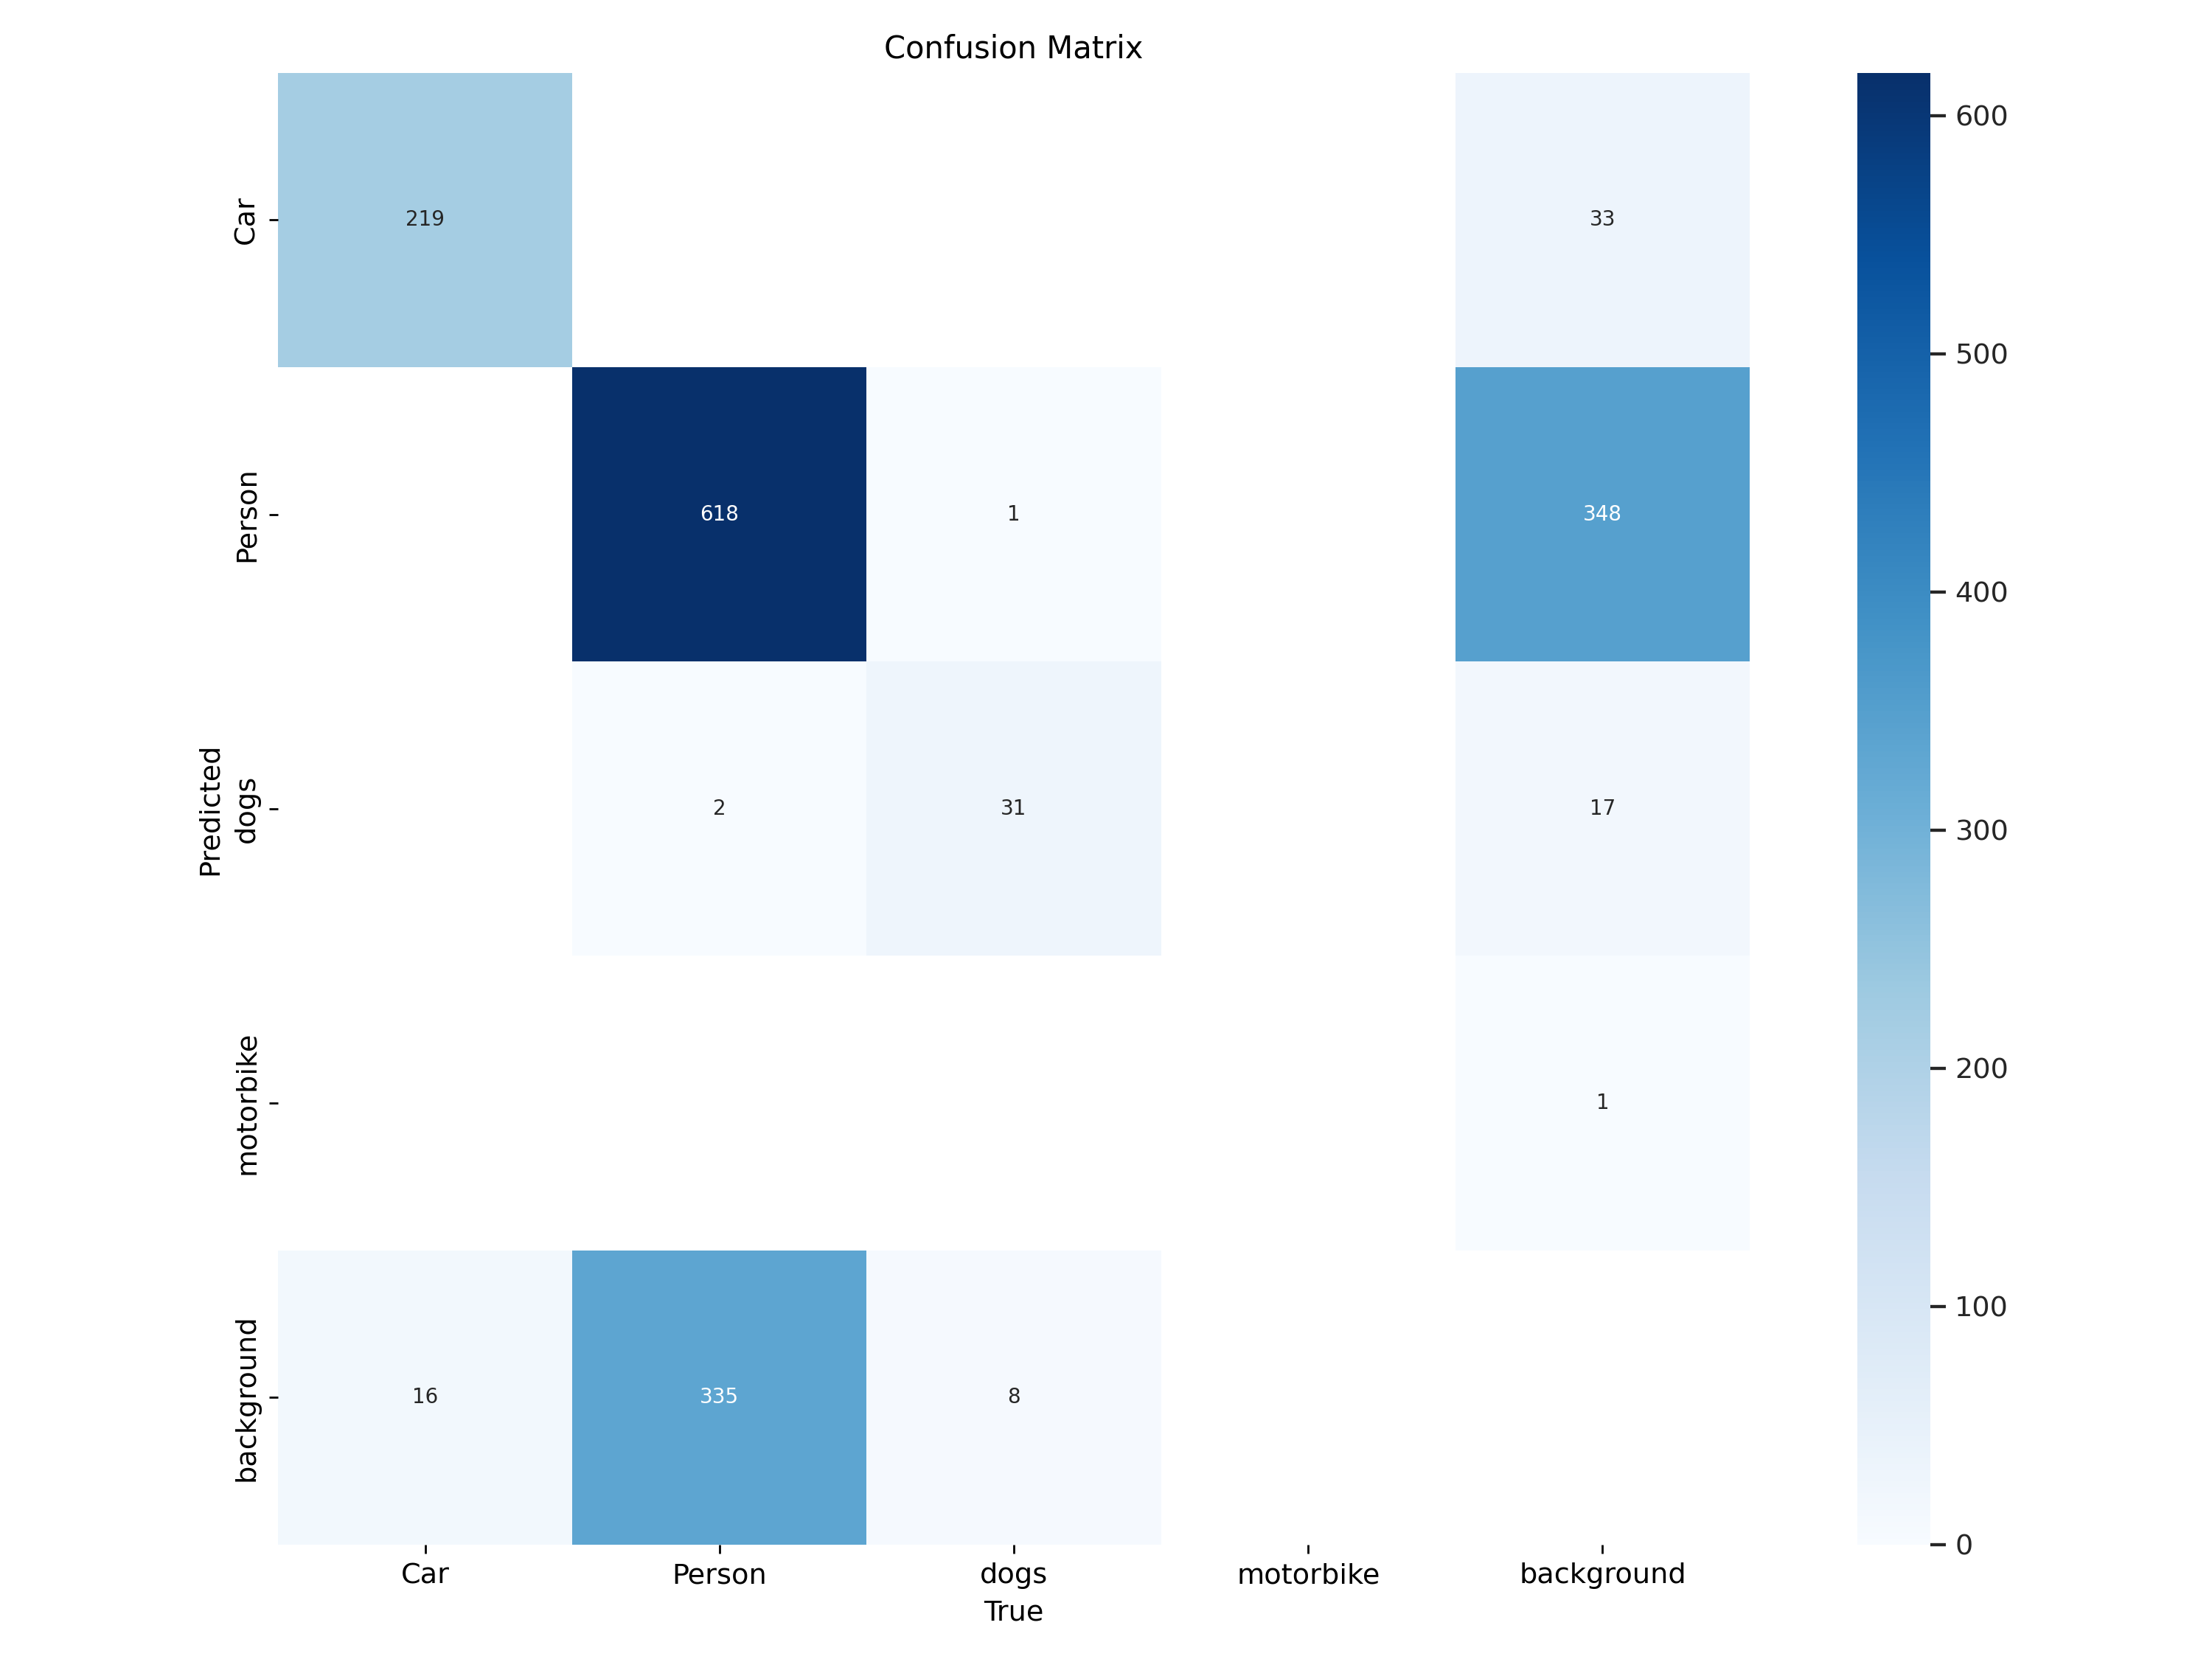 Confusion Matrix
Car
219
33
600
500
Person
618
1
348
400
Predicted
dogs
2
31
17
300
motorbike
1
200
background
16
335
8
100
0
Car
Person
dogs
motorbike
background
True